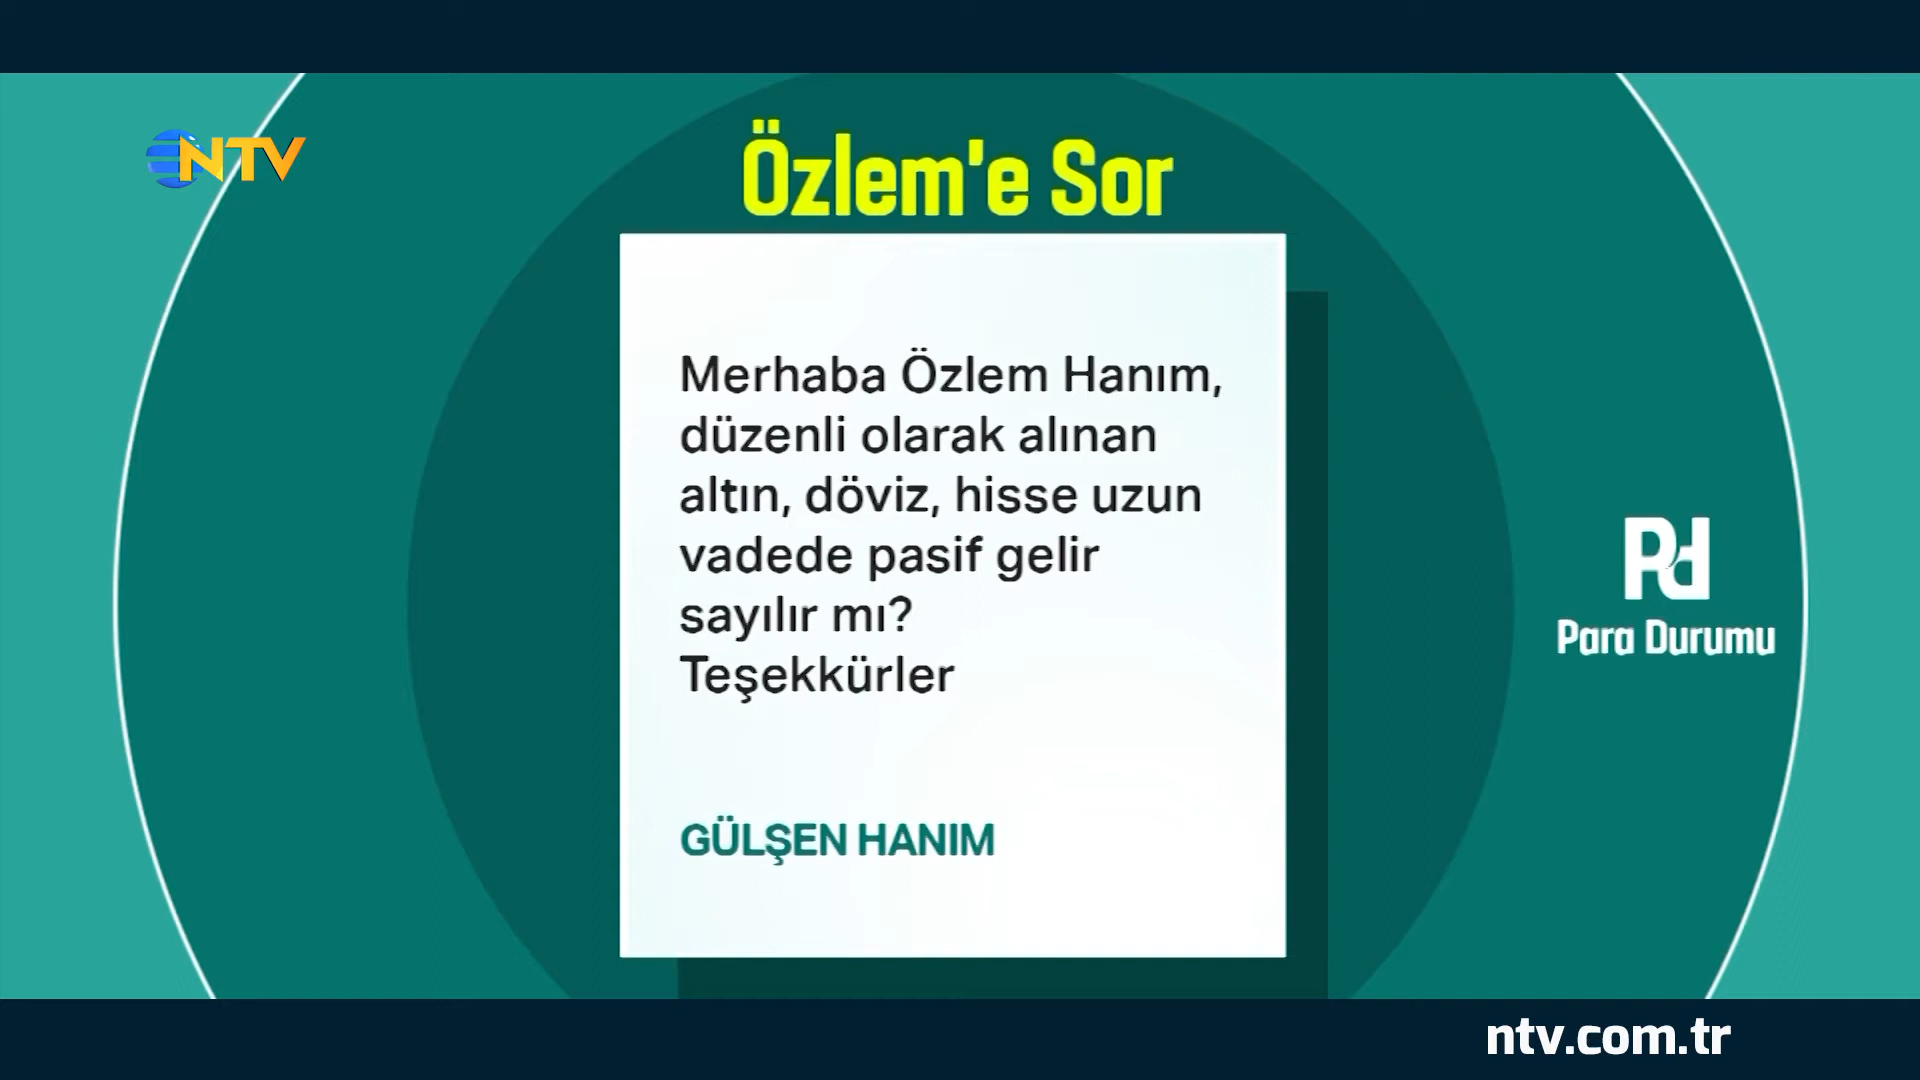 NTV
Özlem'e Sor
Merhaba Özlem Hanım,
düzenli olarak alınan
altın, döviz, hisse uzun
vadede pasif gelir
sayılır mı?
Teşekkürler
GÜLŞEN HANIM
Pd
Para Durumu
ntv.com.tr